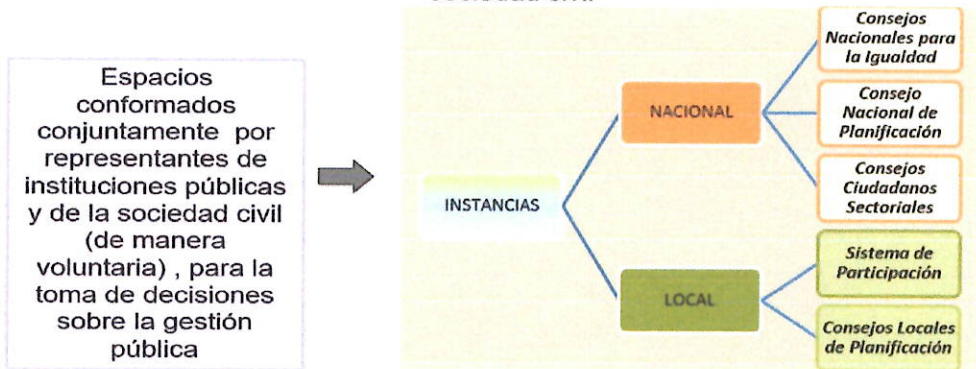 Espacios
conformados
conjuntamente por
representantes de
instituciones públicas
y de la sociedad civil
(de manera
voluntaria) , para la
toma de decisiones
sobre la gestión
pública
INSTANCIAS
NACIONAL
Consejos
Nacionales para
la Igualdad
Consejo
Nacional de
Planificación
Consejos
Ciudadanos
Sectoriales
LOCAL
Sistema de
Participación
Consejos Locales
de Planificación